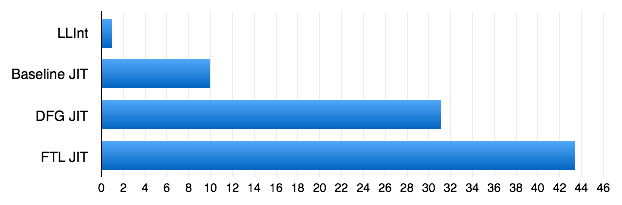 LLInt
Baseline JIT
DFG JIT
FTL JIT
0 2 4 6 8 10 12 14 16 18 20 22 24 26 28 30 32 34 36 38 40 42 44 46